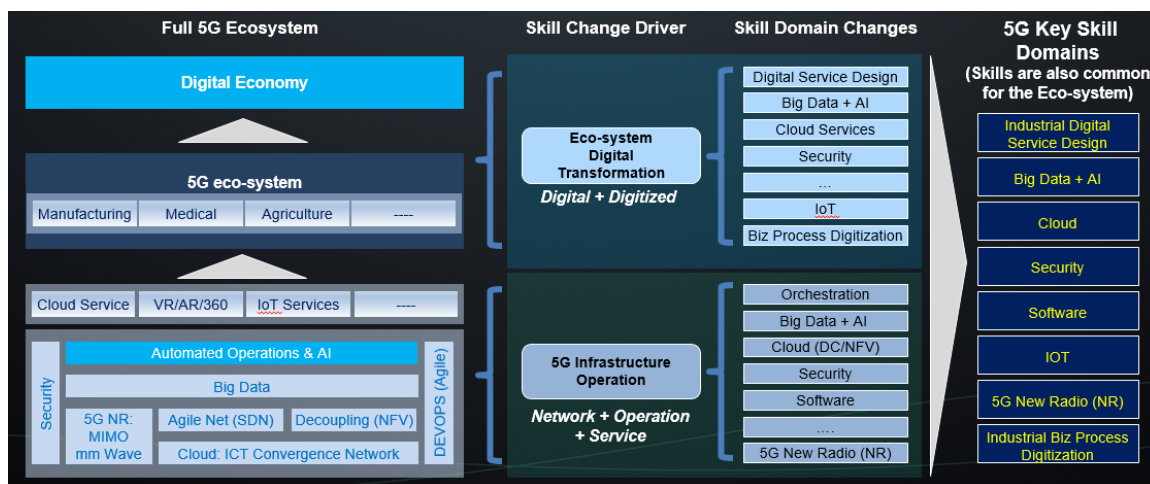 Full 5G Ecosystem
Digital Economy
5G eco-system
Manufacturing
Medical
Agriculture
----
Cloud Service
VR/AR/360
IoT Services
----
Security
Automated Operations & AI
Big Data
5G NR:
MIMO
mm Wave
Agile Net (SDN)
Decoupling (NFV)
Cloud: ICT Convergence Network
DEVOPS (Agile)
Skill Change Driver
Eco-system
Digital
Transformation
Digital + Digitized
5G Infrastructure
Operation
Network + Operation
+ Service
Skill Domain Changes
Digital Service Design
Big Data + AI
Cloud Services
Security
...
IoT
Biz Process Digitization
Orchestration
Big Data + AI
Cloud (DC/NFV)
Security
Software
....
5G New Radio (NR)
5G Key Skill
Domains
(Skills are also common
for the Eco-system)
Industrial Digital
Service Design
Big Data + AI
Cloud
Security
Software
IOT
5G New Radio (NR)
Industrial Biz Process
Digitization